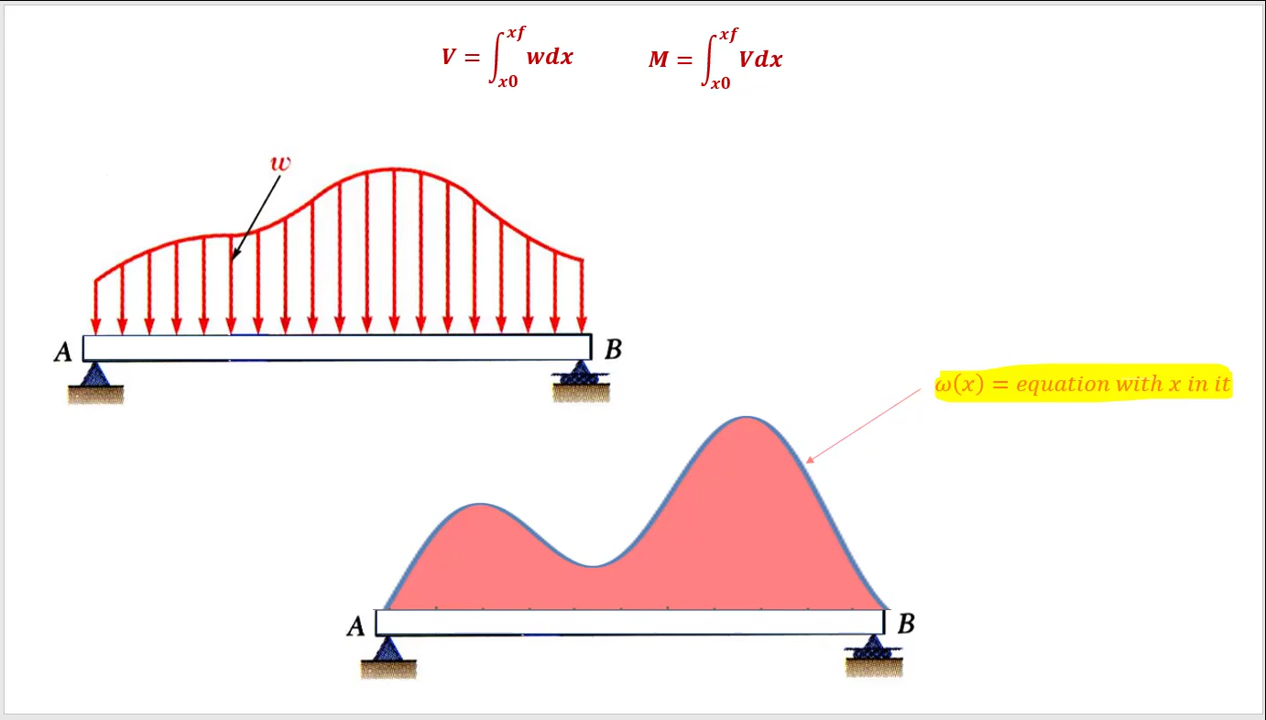 V = ∫_{x0}^{xf} wdx
M = ∫_{x0}^{xf} Vdx
w
A
B
ω(x) = equation with x in it
A
B